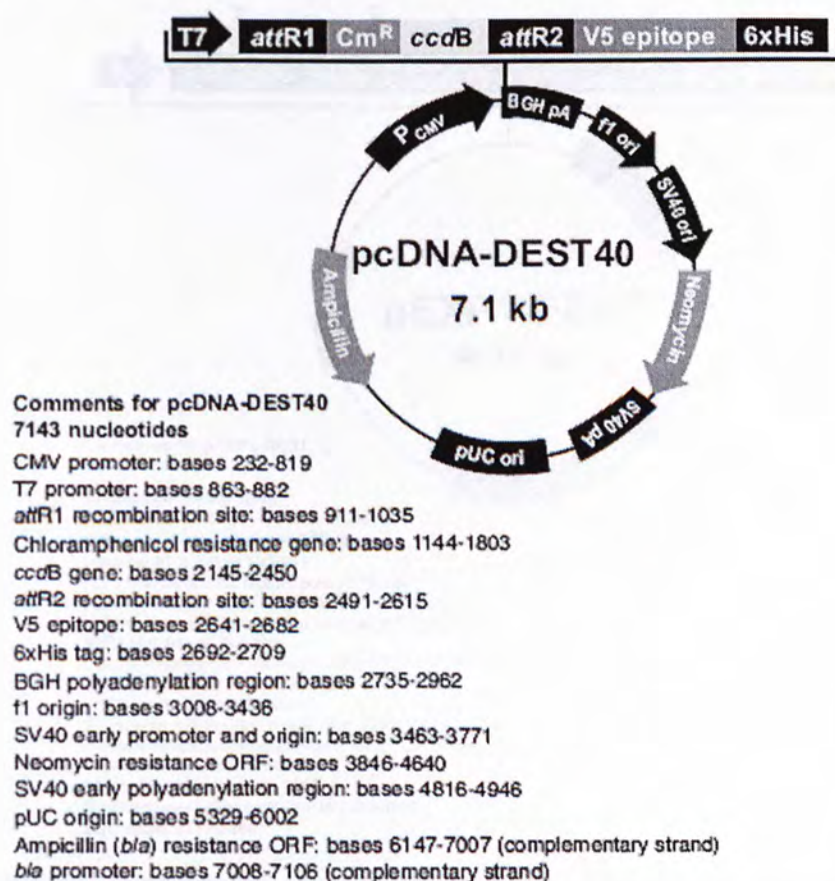 T7 attR1 CmR ccdB attR2 V5 epitope 6xHis
PCMV
BGH pA
f1 ori
SV40 ori
Neomycin
SV40 pA
pUC ori
Ampicillin
pcDNA-DEST40
7.1 kb
Comments for pcDNA-DEST40
7143 nucleotides
CMV promoter: bases 232-819
T7 promoter: bases 863-882
attR1 recombination site: bases 911-1035
Chloramphenicol resistance gene: bases 1144-1803
ccdB gene: bases 2145-2450
attR2 recombination site: bases 2491-2615
V5 epitope: bases 2641-2682
6xHis tag: bases 2692-2709
BGH polyadenylation region: bases 2735-2962
f1 origin: bases 3008-3436
SV40 early promoter and origin: bases 3463-3771
Neomycin resistance ORF: bases 3846-4640
SV40 early polyadenylation region: bases 4816-4946
pUC origin: bases 5329-6002
Ampicillin (bla) resistance ORF: bases 6147-7007 (complementary strand)
bla promoter: bases 7008-7106 (complementary strand)